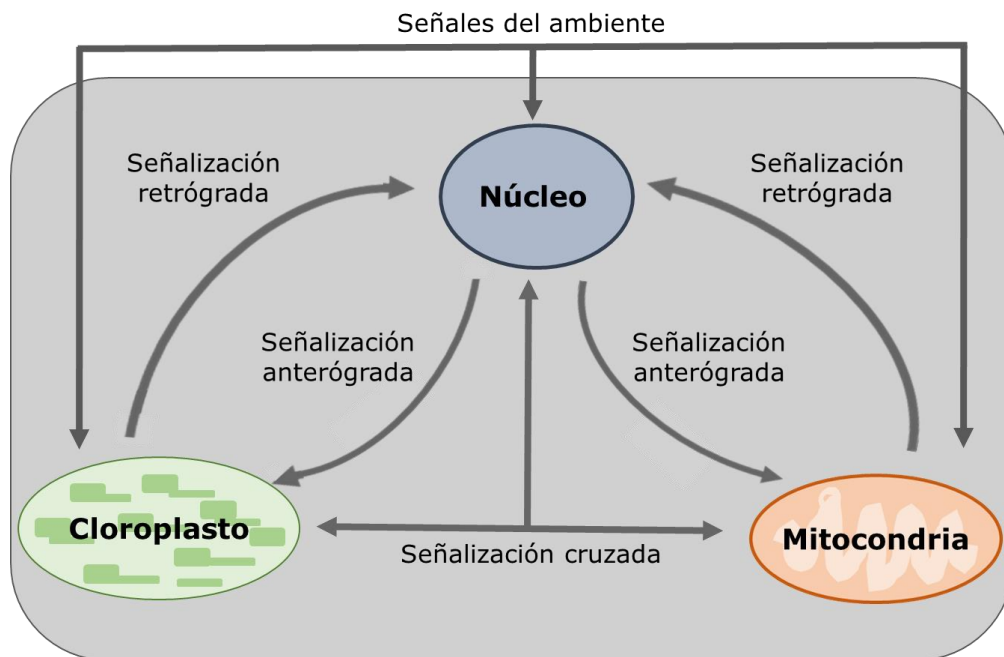 Señales del ambiente
Señalización
retrógrada
Señalización
retrógrada
Núcleo
Señalización
anterógrada
Señalización
anterógrada
Cloroplasto
Mitocondria
Señalización cruzada